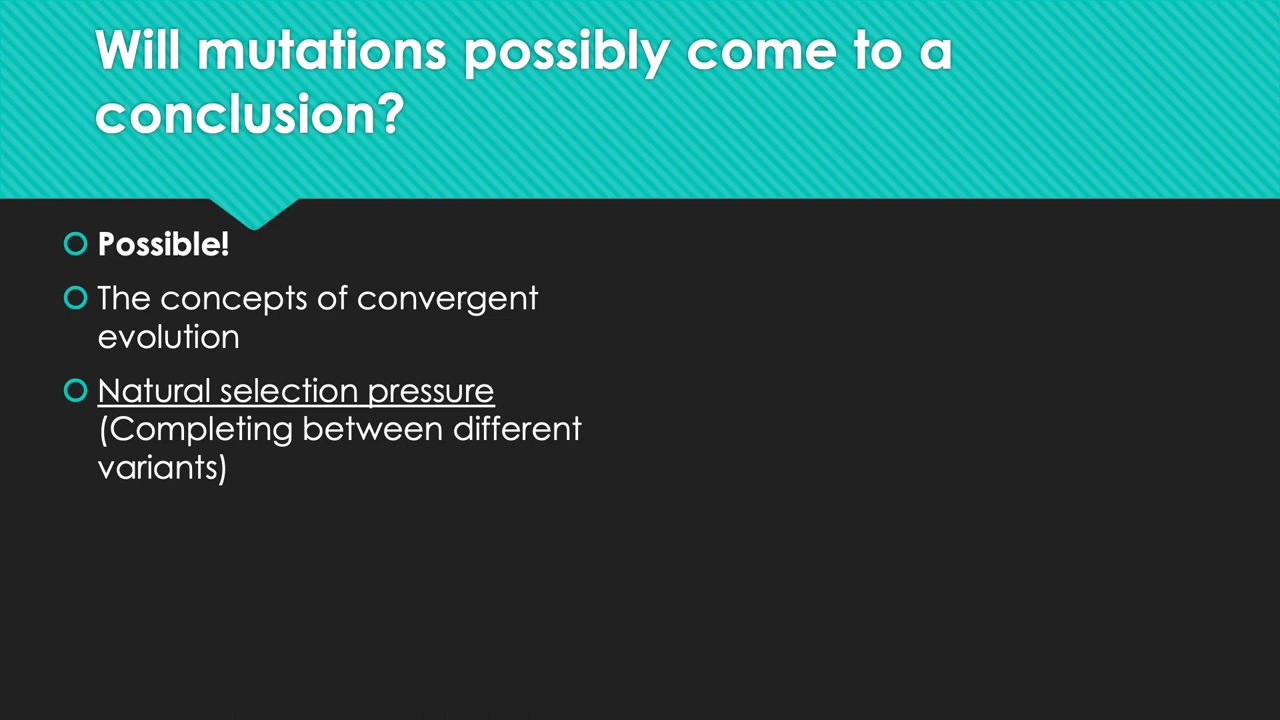 Will mutations possibly come to a
conclusion?
Possible!
The concepts of convergent
evolution
Natural selection pressure
(Completing between different
variants)